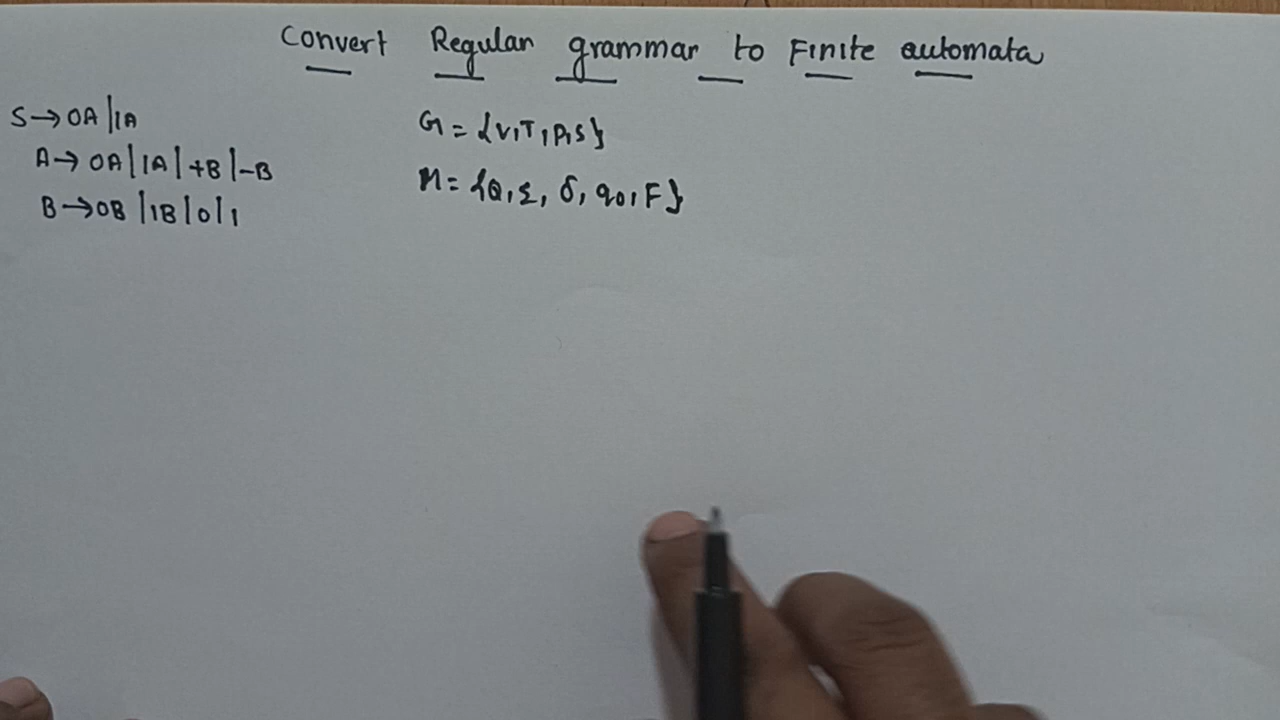 Convert Regular grammar to Finite automata
S→0A|1A
A→0A|1A|+B|-B
B→0B|1B|0|1
G={V,T,P,S}
M={Q,Σ,δ,q0,F}